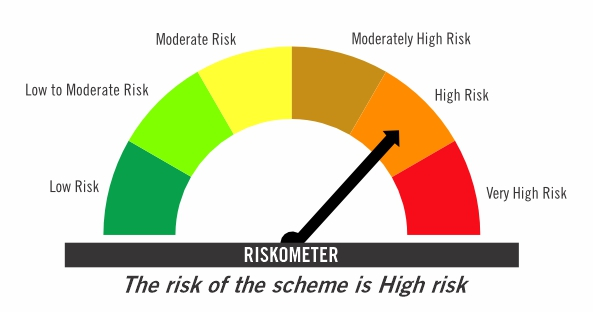 Moderate Risk
Moderately High Risk
Low to Moderate Risk
High Risk
Low Risk
Very High Risk
RISKOMETER
The risk of the scheme is High risk